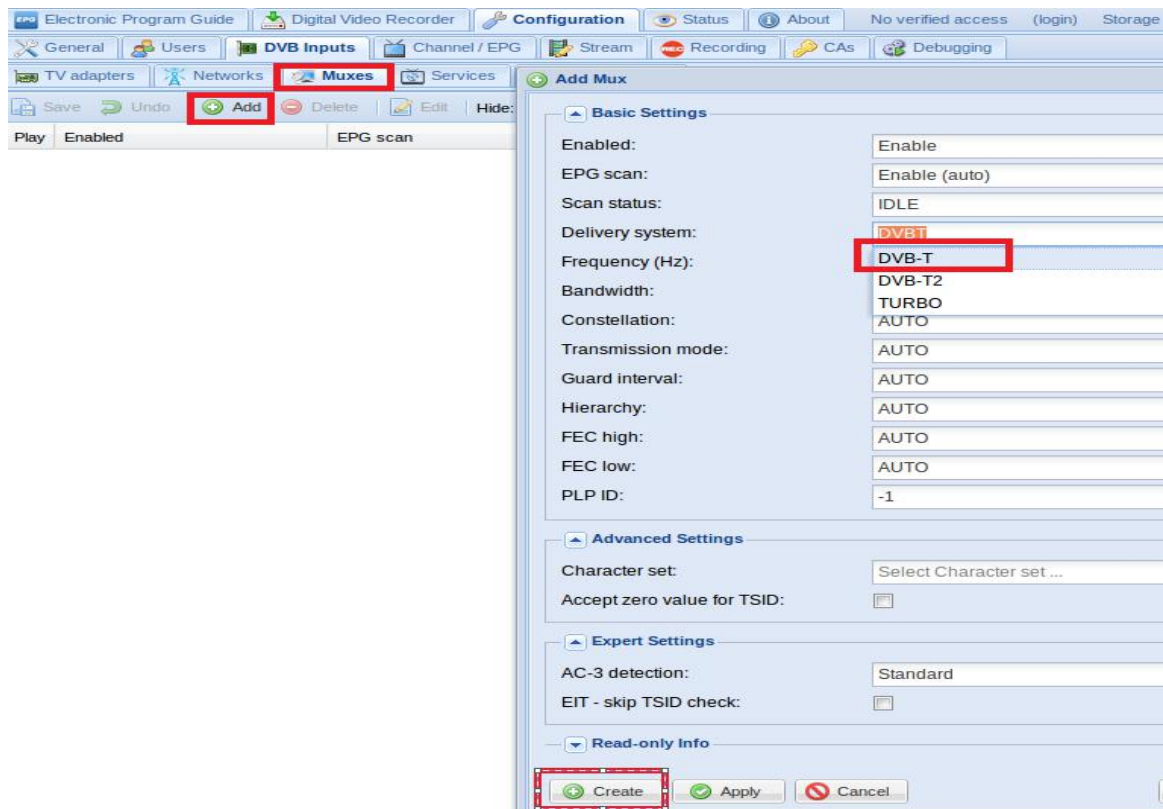 EPG Electronic Program Guide Digital Video Recorder Configuration Status About No verified access (login) Storage
General Users DVB Inputs Channel / EPG Stream REC Recording CAs Debugging
TV adapters Networks Muxes Services
Save Undo Add Delete Edit Hide:
Play Enabled EPG scan
Add Mux
Basic Settings
Enabled: Enable
EPG scan: Enable (auto)
Scan status: IDLE
Delivery system: DVBT
Frequency (Hz): DVB-T
DVB-T2
Bandwidth:
TURBO
Constellation: AUTO
Transmission mode: AUTO
Guard interval: AUTO
Hierarchy: AUTO
FEC high: AUTO
FEC low: AUTO
PLP ID: -1
Advanced Settings
Character set: Select Character set ...
Accept zero value for TSID:
Expert Settings
AC-3 detection: Standard
EIT - skip TSID check:
Read-only Info
Create Apply Cancel